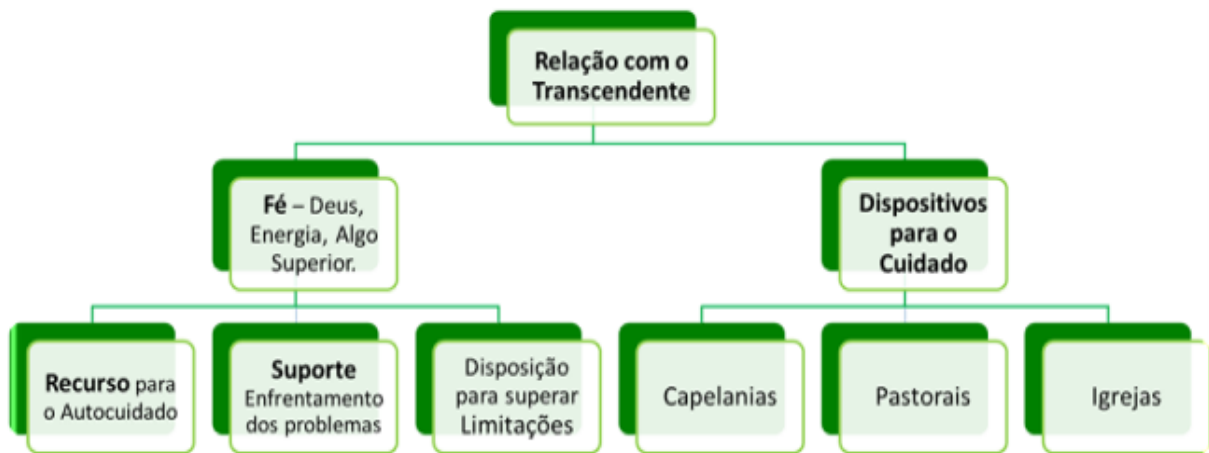 Relação com o
Transcendente
Fé – Deus,
Energia, Algo
Superior.
Dispositivos
para o
Cuidado
Recurso para
o Autocuidado
Suporte
Enfrentamento
dos problemas
Disposição
para superar
Limitações
Capelanias
Pastorais
Igrejas